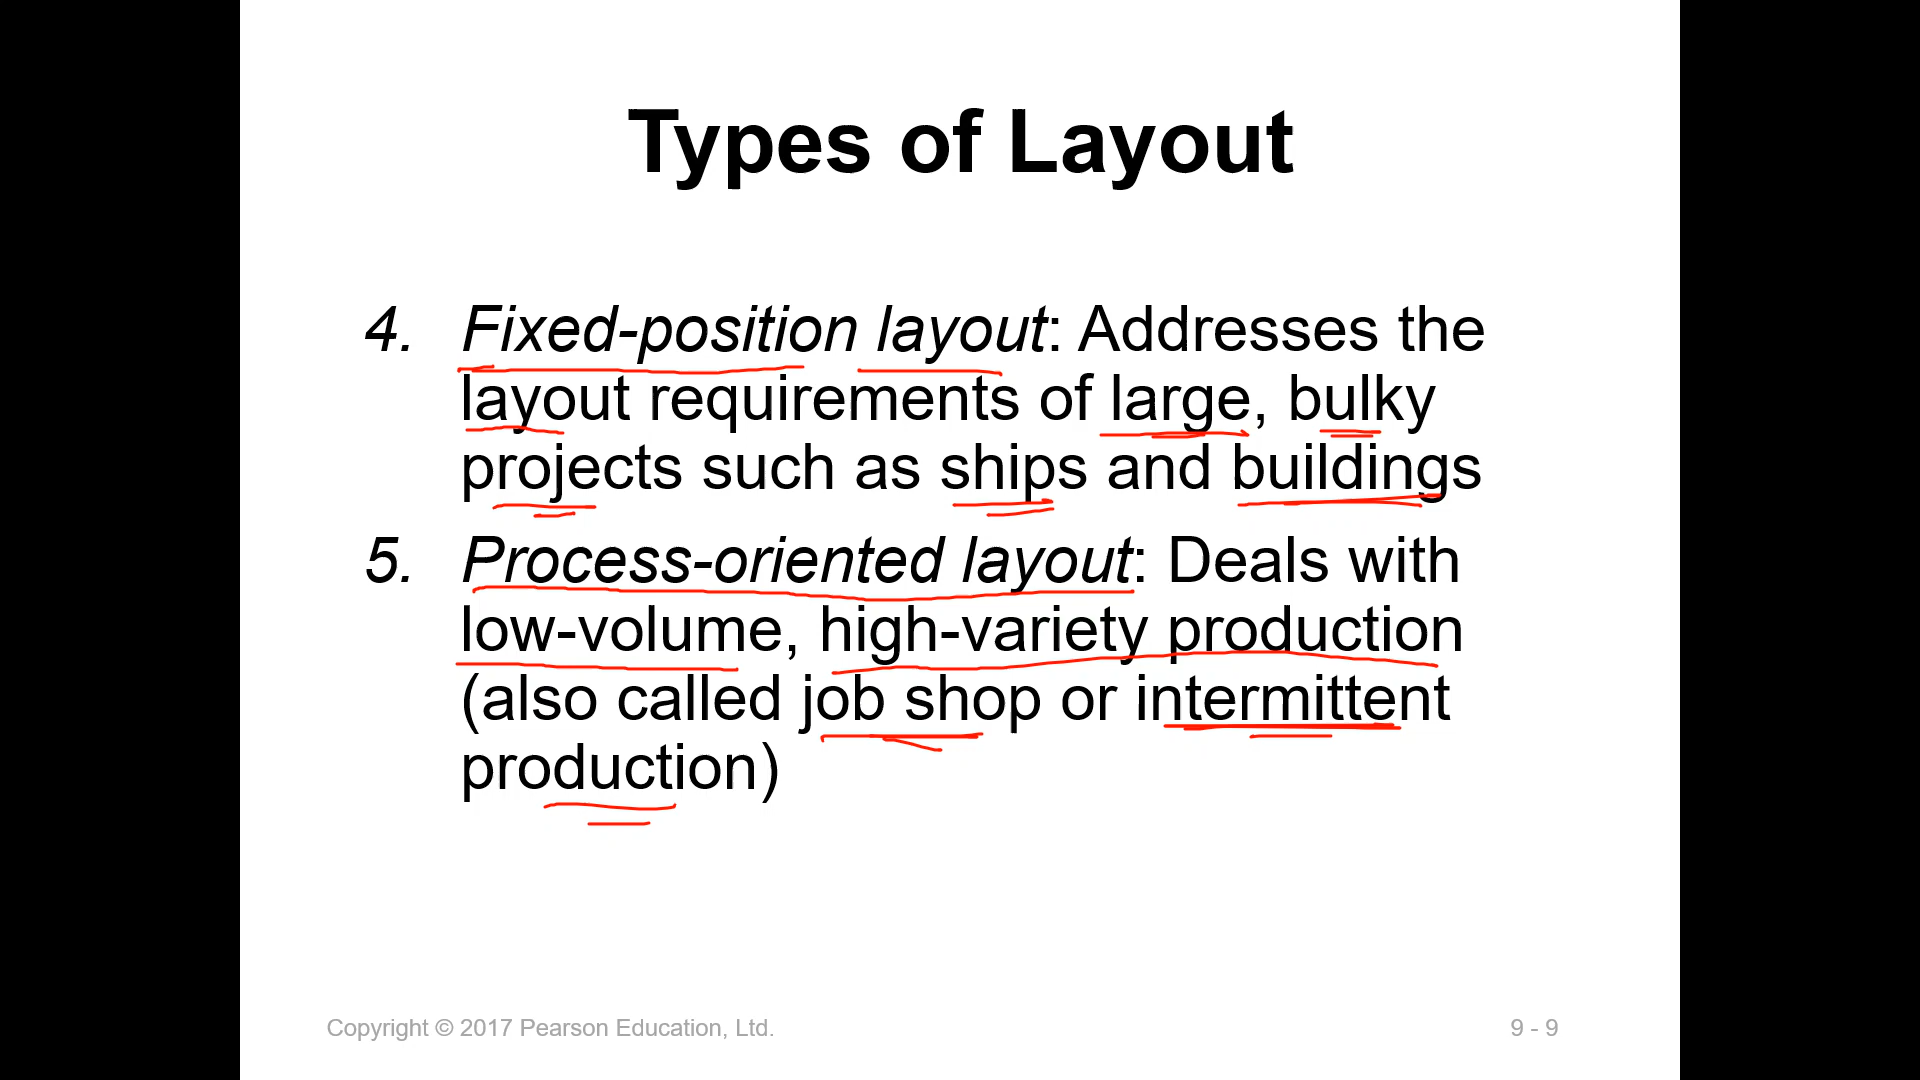 Types of Layout
4. Fixed-position layout: Addresses the
layout requirements of large, bulky
projects such as ships and buildings
5. Process-oriented layout: Deals with
low-volume, high-variety production
(also called job shop or intermittent
production)
Copyright © 2017 Pearson Education, Ltd.
9 - 9